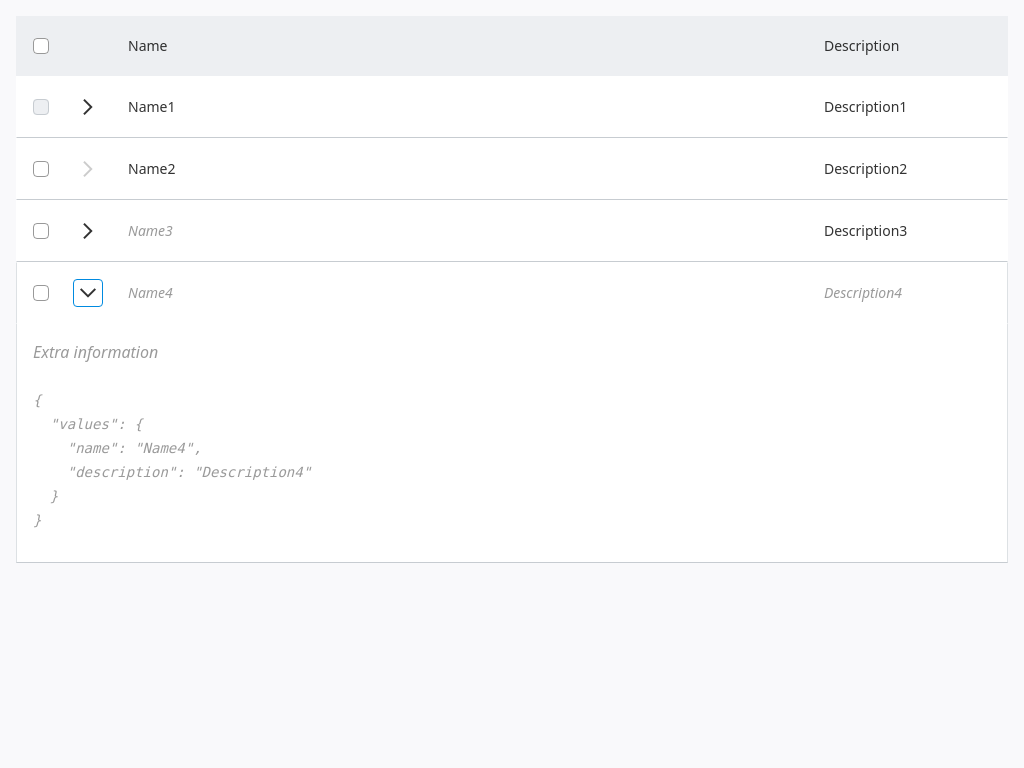 Name Description
Name1 Description1
Name2 Description2
Name3 Description3
Name4 Description4
Extra information
{
  "values": {
    "name": "Name4",
    "description": "Description4"
  }
}